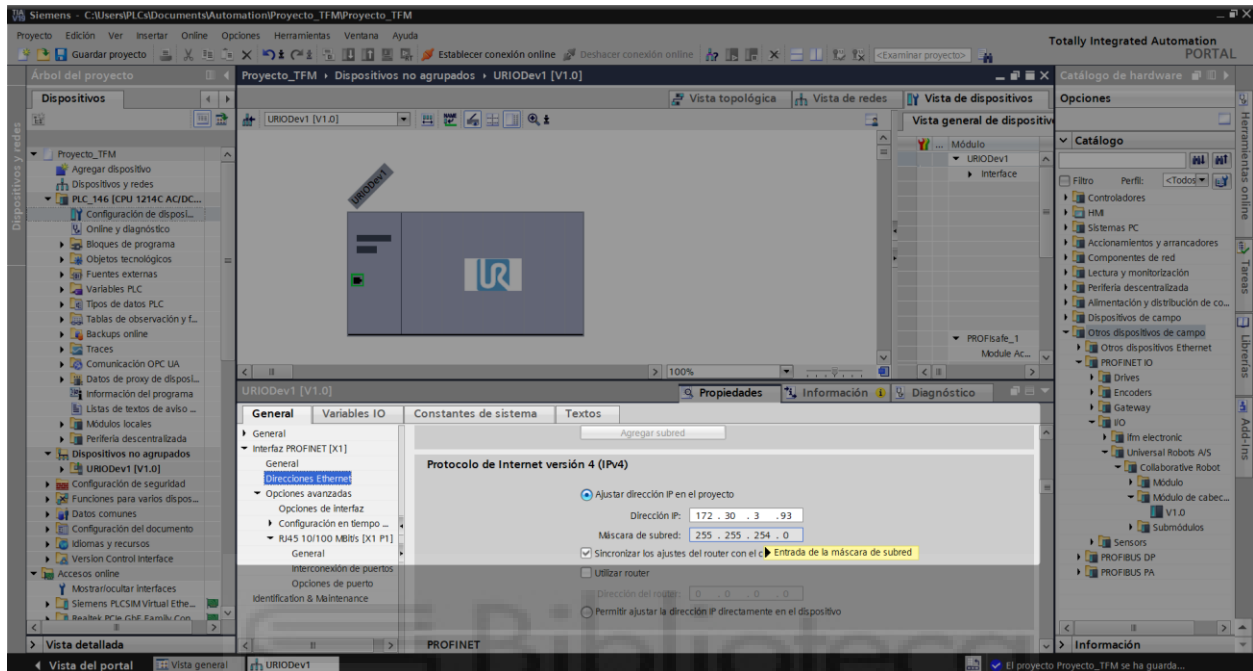 Siemens - C:\Users\PLCs\Documents\Automation\Proyecto_TFM\Proyecto_TFM
Proyecto Edición Ver Insertar Online Opciones Herramientas Ventana Ayuda
Totally Integrated Automation
PORTAL
Guardar proyecto Establecer conexión online Deshacer conexión online <Examinar proyecto>
Árbol del proyecto
Dispositivos
Dispositivos y redes
Proyecto_TFM
Agregar dispositivo
Dispositivos y redes
PLC_146 [CPU 1214C AC/DC...
Configuración de disposi...
Online y diagnóstico
Bloques de programa
Objetos tecnológicos
Fuentes externas
Variables PLC
Tipos de datos PLC
Tablas de observación y f...
Backups online
Traces
Comunicación OPC UA
Datos de proxy de disposi...
Información del programa
Listas de textos de aviso ...
Módulos locales
Periferia descentralizada
Dispositivos no agrupados
URIODev1 [V1.0]
Configuración de seguridad
Funciones para varios dispos...
Datos comunes
Configuración del documento
Idiomas y recursos
Version Control Interface
Accesos online
Mostrar/ocultar interfaces
Siemens PLCSIM Virtual Ethe...
Realtek PCIe GbE Family Con...
Vista detallada
Proyecto_TFM Dispositivos no agrupados URIODev1 [V1.0]
Vista topológica Vista de redes Vista de dispositivos
URIODev1 [V1.0]
URIODev1
UR
100%
Vista general de dispositiv
... Módulo
URIODev1
Interface
PROFIsafe_1
Module Ac...
URIODev1 [V1.0]
Propiedades Información Diagnóstico
General Variables IO Constantes de sistema Textos
General
Interfaz PROFINET [X1]
General
Direcciones Ethernet
Opciones avanzadas
Opciones de interfaz
Configuración en tiempo ...
RJ45 10/100 MBit/s [X1 P1]
General
Interconexión de puertos
Opciones de puerto
Identification & Maintenance
Agregar subred
Protocolo de Internet versión 4 (IPv4)
Ajustar dirección IP en el proyecto
Dirección IP: 172 . 30 . 3 . 93
Máscara de subred: 255 . 255 . 254 . 0
Sincronizar los ajustes del router con el c
Entrada de la máscara de subred
Utilizar router
Dirección del router: 0 . 0 . 0 . 0
Permitir ajustar la dirección IP directamente en el dispositivo
PROFINET
Catálogo de hardware
Opciones
Catálogo
Filtro Perfil: <Todos>
Controladores
HMI
Sistemas PC
Accionamientos y arrancadores
Componentes de red
Lectura y monitorización
Periferia descentralizada
Alimentación y distribución de co...
Dispositivos de campo
Otros dispositivos de campo
Otros dispositivos Ethernet
PROFINET IO
Drives
Encoders
Gateway
I/O
ifm electronic
Universal Robots A/S
Collaborative Robot
Módulo
Módulo de cabec...
V1.0
Submódulos
Sensors
PROFIBUS DP
PROFIBUS PA
Información
Herramientas online
Tareas
Librerías
Add-Ins
Biblioteca
Vista del portal Vista general URIODev1 El proyecto Proyecto_TFM se ha guarda...